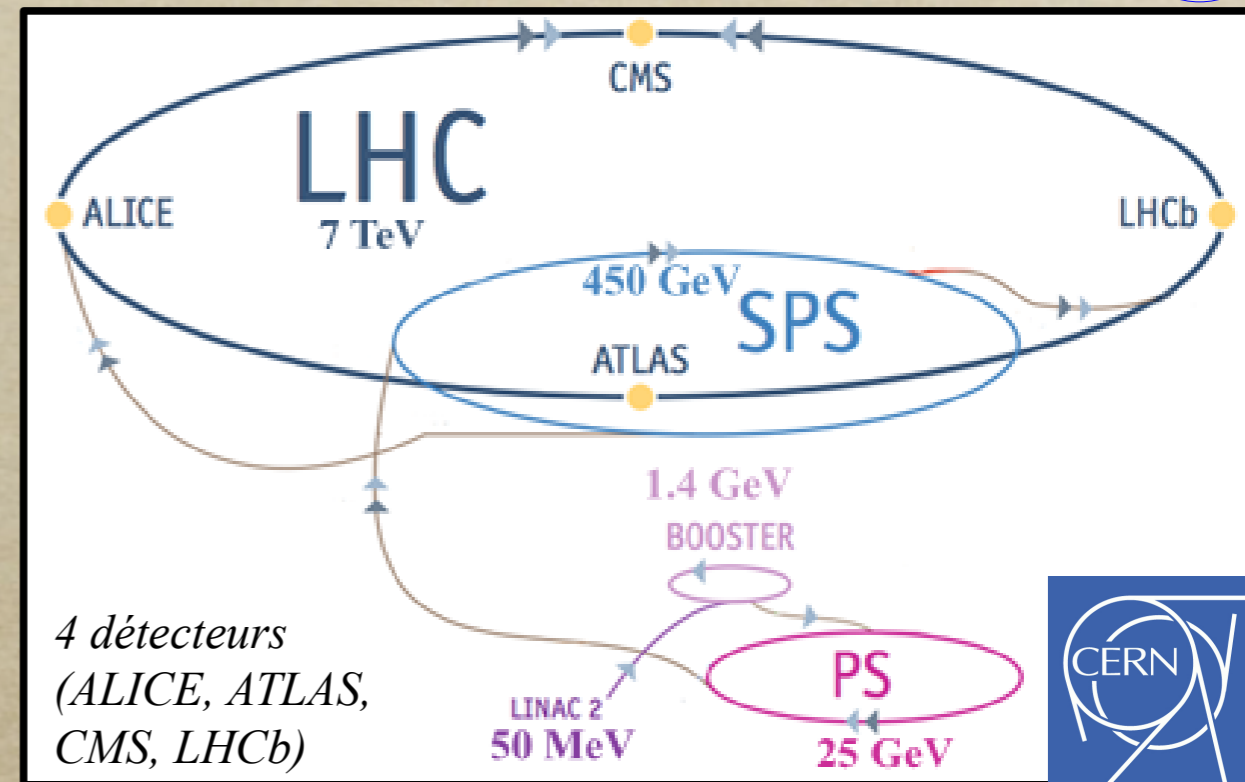 CMS
LHC
7 TeV
ALICE
LHCb
450 GeV
SPS
ATLAS
1.4 GeV
BOOSTER
4 détecteurs
(ALICE, ATLAS,
CMS, LHCb)
LINAC 2
50 MeV
PS
25 GeV
CERN